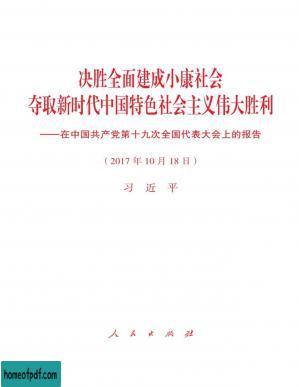 决胜全面建成小康社会
夺取新时代中国特色社会主义伟大胜利
——在中国共产党第十九次全国代表大会上的报告
（2017年10月18日）
习近平
人民出版社
homeofpdf.com